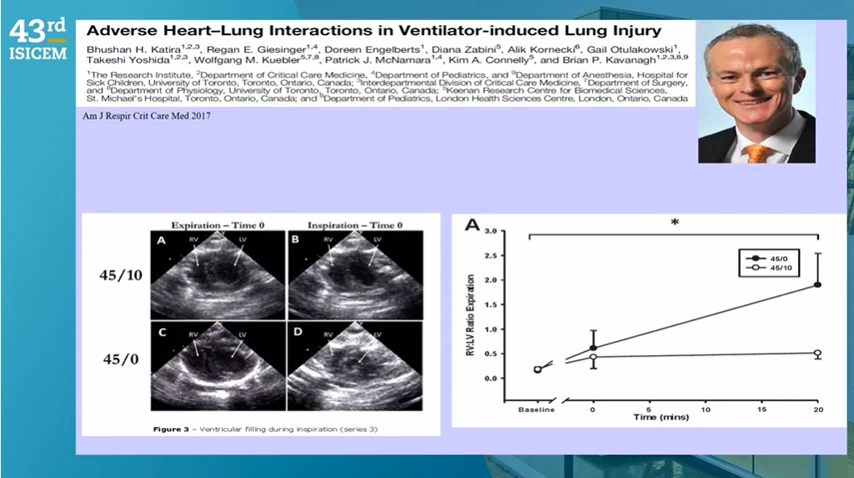 43rd
ISICEM
Adverse Heart–Lung Interactions in Ventilator-induced Lung Injury
Bhushan H. Katira1,2,3, Regan E. Giesinger1,4, Doreen Engelberts1, Diana Zabini5, Alik Kornecki6, Gail Otulakowski1,
Takeshi Yoshida1,2,3, Wolfgang M. Kuebler5,7,8, Patrick J. McNamara1,4, Kim A. Connelly5, and Brian P. Kavanagh1,2,3,8,9
1The Research Institute, 2Department of Critical Care Medicine, 4Department of Pediatrics, and 9Department of Anesthesia, Hospital for
Sick Children, University of Toronto, Toronto, Ontario, Canada; 3Interdepartmental Division of Critical Care Medicine, 7Department of Surgery,
and 8Department of Physiology, University of Toronto, Toronto, Ontario, Canada; 5Keenan Research Centre for Biomedical Sciences,
St. Michael's Hospital, Toronto, Ontario, Canada; and 6Department of Pediatrics, London Health Sciences Centre, London, Ontario, Canada
Am J Respir Crit Care Med 2017
Expiration – Time 0
Inspiration – Time 0
45/10
A
RV
LV
B
RV
LV
45/0
C
RV
LV
D
RV
LV
Figure 3 – Ventricular filling during inspiration (series 3)
A
*
3.0
2.5
2.0
1.5
1.0
0.5
0.0
RV:LV Ratio Expiration
45/0
45/10
Baseline
0
5
10
15
20
Time (mins)